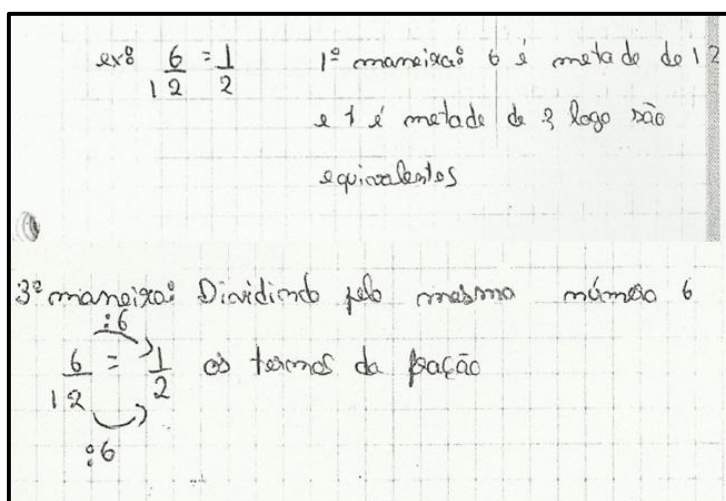 ex: 6/12 = 1/2 1ª maneira: 6 é metade de 12
e 1 é metade de 2 logo são
equivalentes
3ª maneira: Dividindo pelo mesmo número 6
:6
6/12 = 1/2 os termos da fração
:6